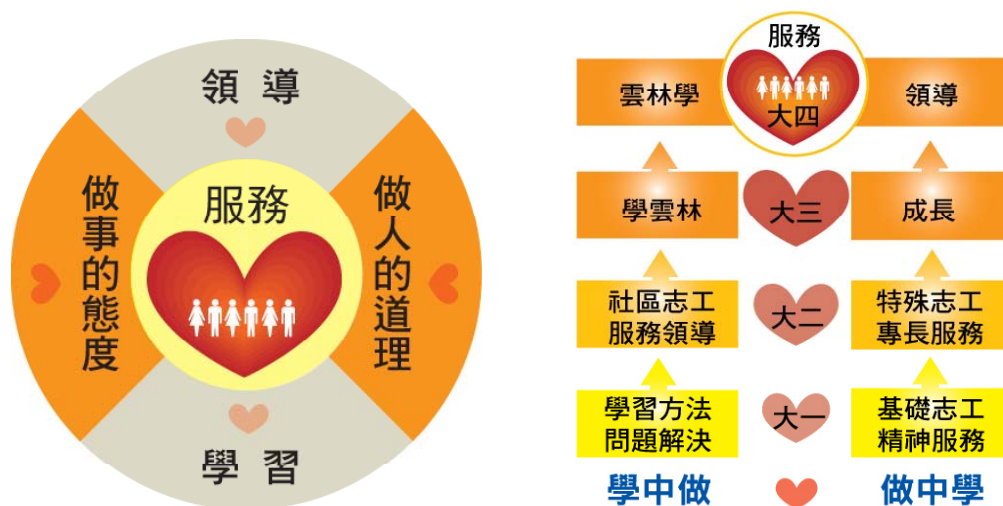 領導
服務
做事的態度
做人的道理
學習
服務
雲林學
大四
領導
學雲林
大三
成長
社區志工
服務領導
大二
特殊志工
專長服務
學習方法
問題解決
大一
基礎志工
精神服務
學中做
做中學